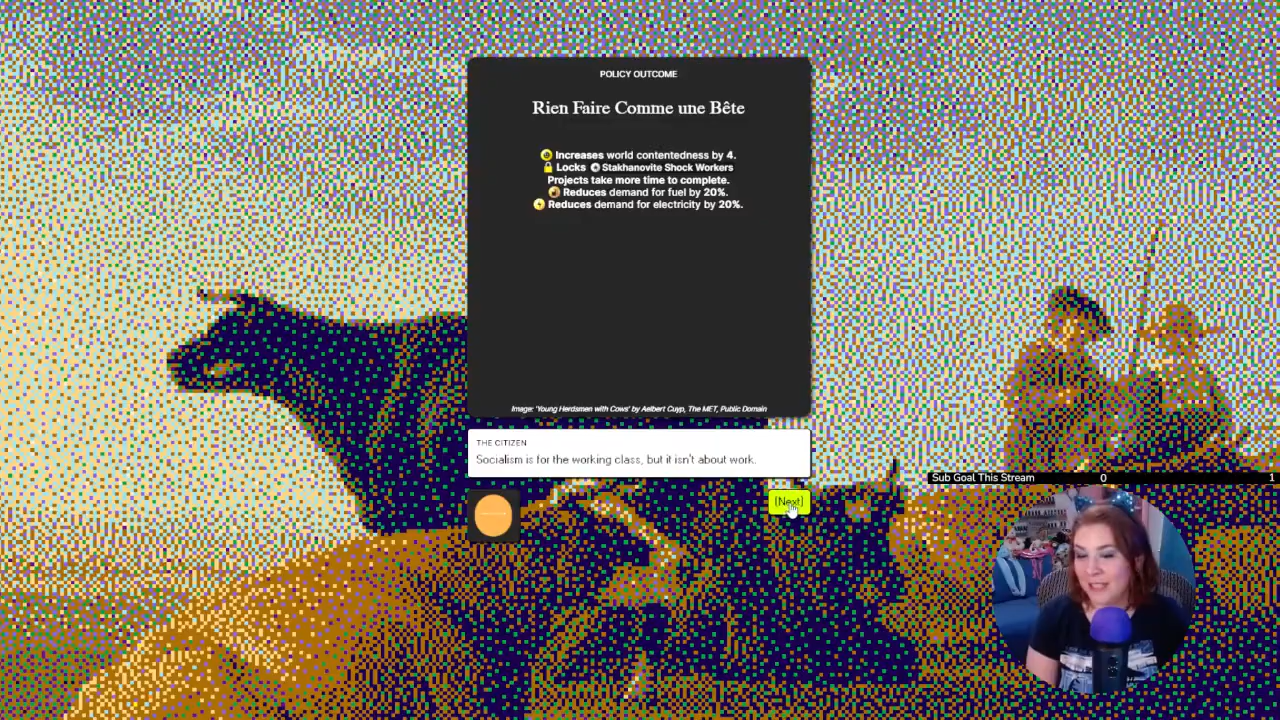 POLICY OUTCOME
Rien Faire Comme une Bête
Increases world contentedness by 4.
Locks Stakhanovite Shock Workers
Projects take more time to complete.
Reduces demand for fuel by 20%.
Reduces demand for electricity by 20%.
Image: 'Young Herdsmen with Cows' by Aelbert Cuyp, The MET, Public Domain
THE CITIZEN
Socialism is for the working class, but it isn't about work.
[Next]
Sub Goal This Stream 0 1